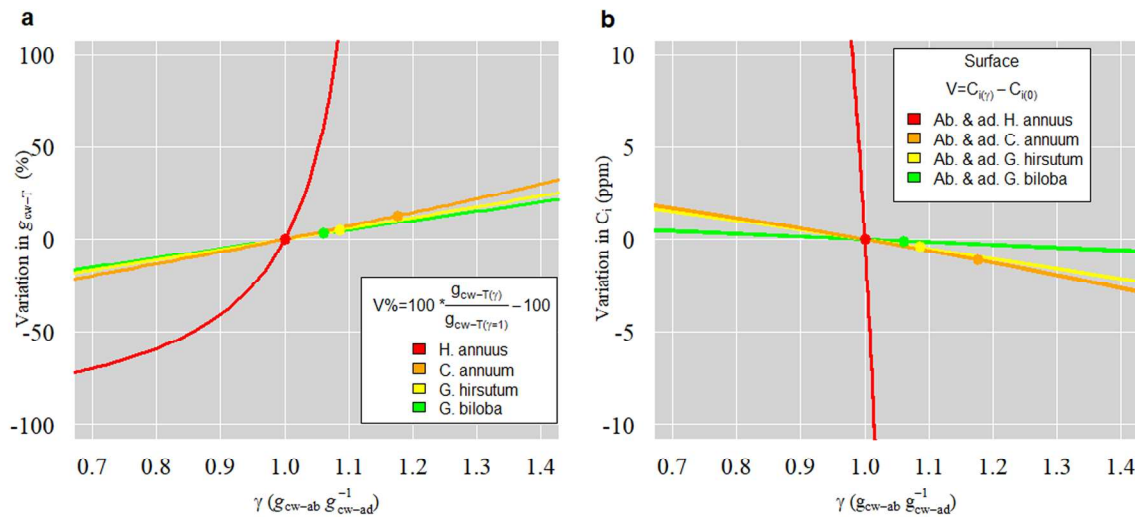 a
Variation in g cw-T (%)
100
50
0
-50
-100
V%=100 * g cw-T(γ) / g cw-T(γ=1) − 100
H. annuus
C. annuum
G. hirsutum
G. biloba
0.7 0.8 0.9 1.0 1.1 1.2 1.3 1.4
γ (g cw-ab g cw-ad -1)
b
Variation in Ci (ppm)
10
5
0
-5
-10
Surface
V=Ci(γ) − Ci(0)
Ab. & ad. H. annuus
Ab. & ad. C. annuum
Ab. & ad. G. hirsutum
Ab. & ad. G. biloba
0.7 0.8 0.9 1.0 1.1 1.2 1.3 1.4
γ (g cw-ab g cw-ad -1)